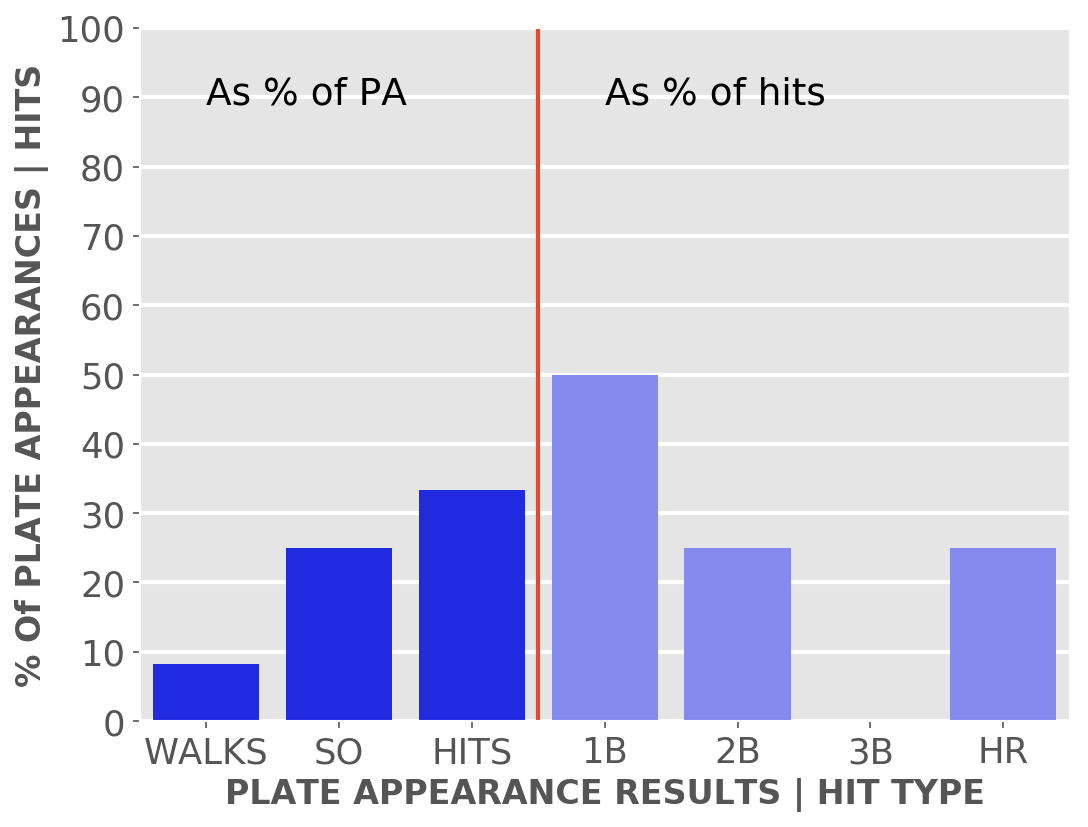 % Of PLATE APPEARANCES | HITS
100
90
80
70
60
50
40
30
20
10
0
As % of PA
As % of hits
WALKS SO HITS 1B 2B 3B HR
PLATE APPEARANCE RESULTS | HIT TYPE